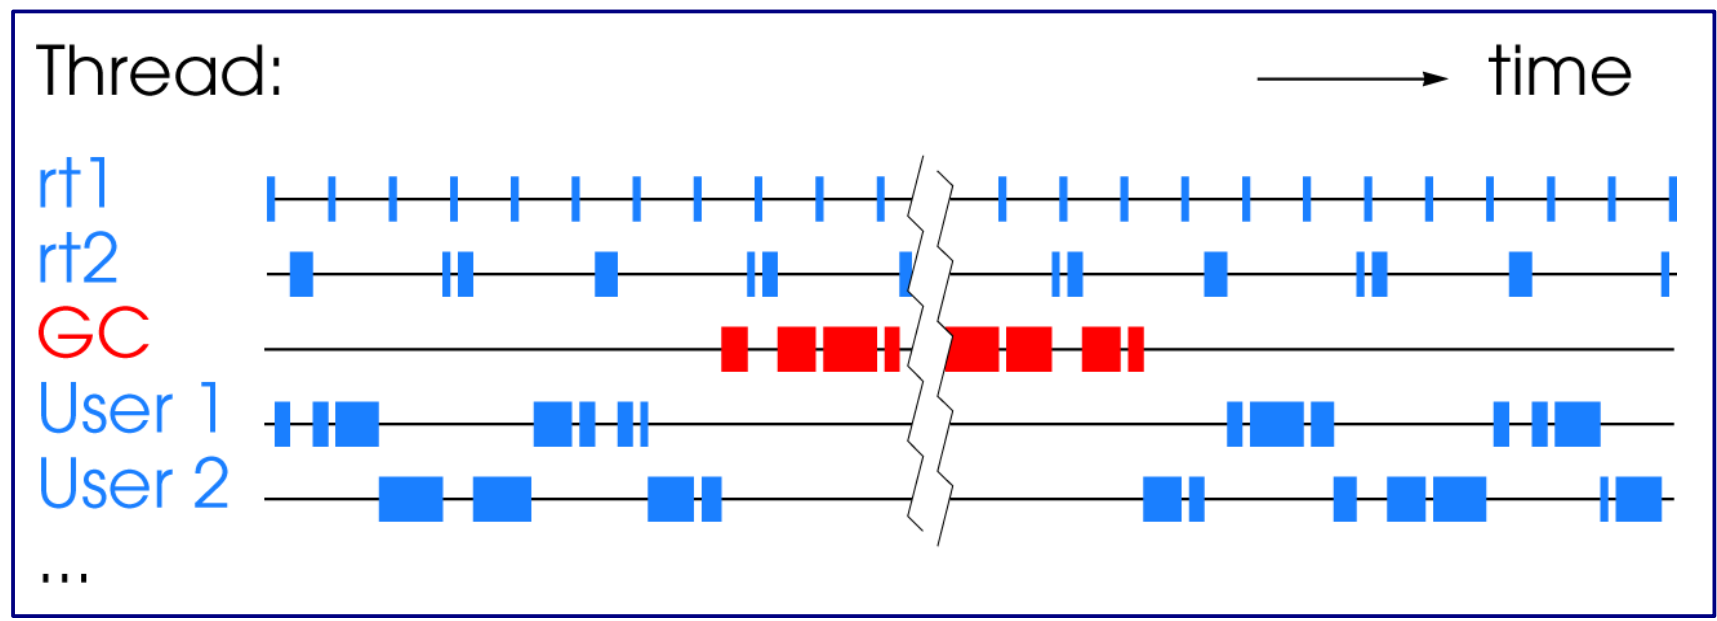 Thread: time
rt1
rt2
GC
User 1
User 2
...